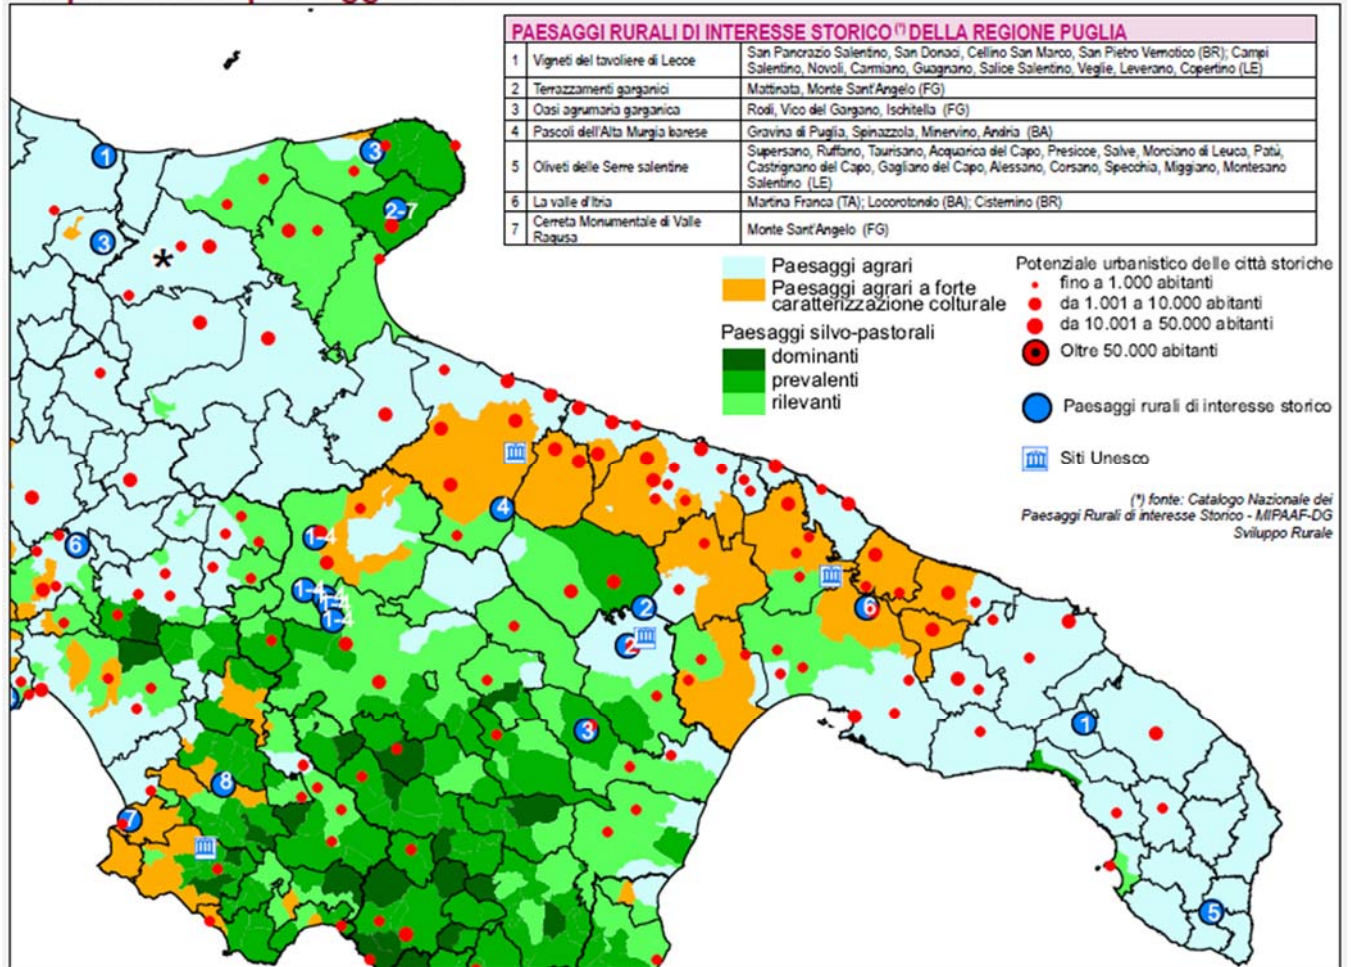 PAESAGGI RURALI DI INTERESSE STORICO (*) DELLA REGIONE PUGLIA
1 Vigneti del tavoliere di Lecce San Pancrazio Salentino, San Donaci, Cellino San Marco, San Pietro Vernotico (BR); Campi
Salentino, Novoli, Carmiano, Guagnano, Salice Salentino, Veglie, Leverano, Copertino (LE)
2 Terrazzamenti garganici Mattinata, Monte Sant'Angelo (FG)
3 Oasi agrumaria garganica Rodi, Vico del Gargano, Ischitella (FG)
4 Pascoli dell'Alta Murgia barese Gravina di Puglia, Spinazzola, Minervino, Andria (BA)
5 Oliveti delle Serre salentine Supersano, Ruffano, Taurisano, Acquarica del Capo, Presicce, Salve, Morciano di Leuca, Patù,
Castrignano del Capo, Gagliano del Capo, Alessano, Corsano, Specchia, Miggiano, Montesano
Salentino (LE)
6 La valle d'Itria Martina Franca (TA); Locorotondo (BA); Cisternino (BR)
7 Cerreta Monumentale di Valle
Ragusa Monte Sant'Angelo (FG)
Paesaggi agrari
Paesaggi agrari a forte
caratterizzazione colturale
Paesaggi silvo-pastorali
dominanti
prevalenti
rilevanti
Potenziale urbanistico delle città storiche
fino a 1.000 abitanti
da 1.001 a 10.000 abitanti
da 10.001 a 50.000 abitanti
Oltre 50.000 abitanti
Paesaggi rurali di interesse storico
Siti Unesco
(*) fonte: Catalogo Nazionale dei
Paesaggi Rurali di interesse Storico - MIPAAF-DG
Sviluppo Rurale
1
3
2-7
3
*
4
1-4
6
1-4
1-4
2
6
2
3
1
8
7
5